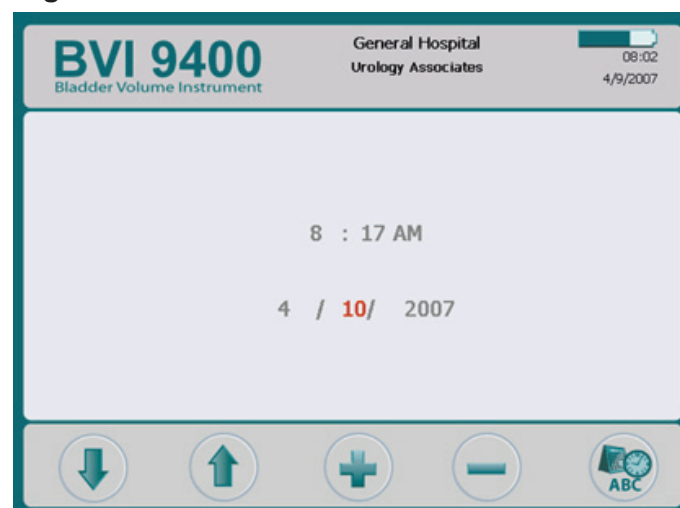 BVI 9400
Bladder Volume Instrument
General Hospital
Urology Associates
08:02
4/9/2007
8 : 17 AM
4 / 10/ 2007
ABC